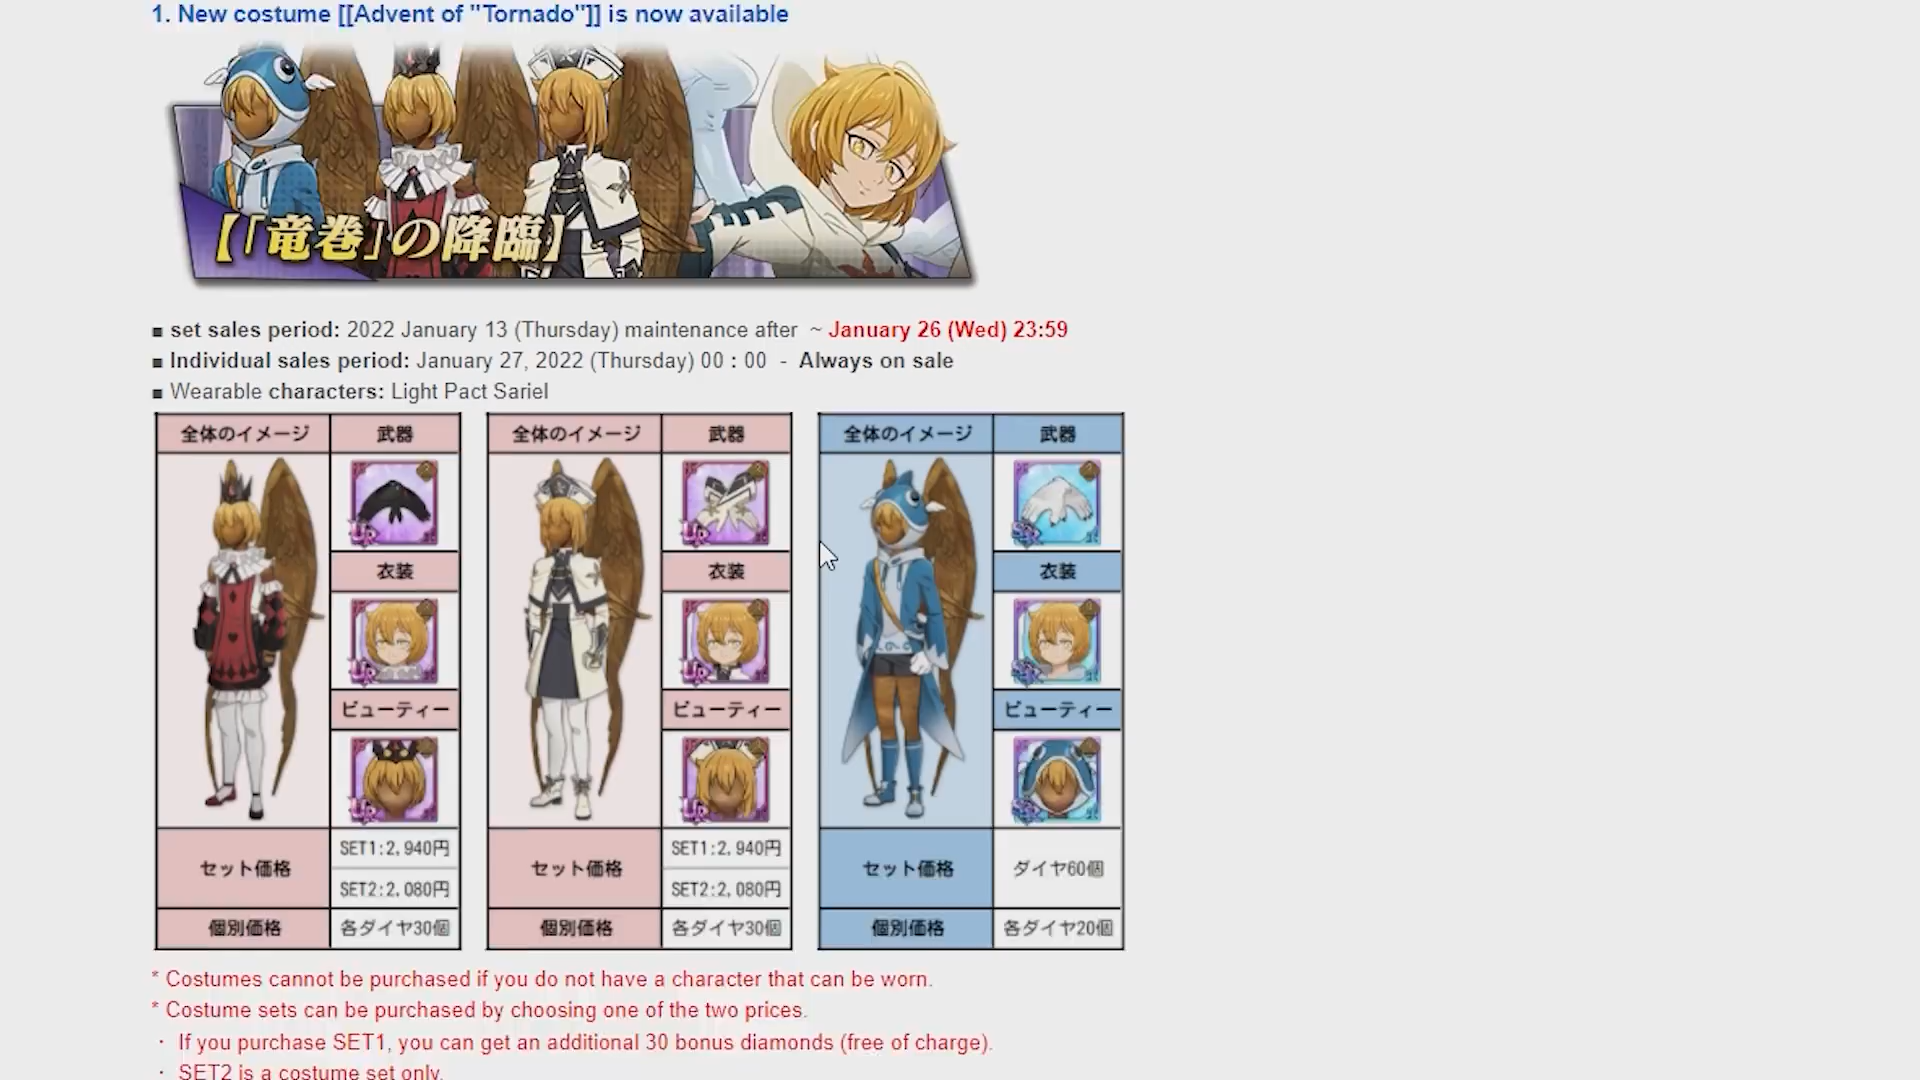 1. New costume [[Advent of "Tornado"]] is now available
【「竜巻」の降臨】
■ set sales period: 2022 January 13 (Thursday) maintenance after ~ January 26 (Wed) 23:59
■ Individual sales period: January 27, 2022 (Thursday) 00 : 00 - Always on sale
■ Wearable characters: Light Pact Sariel
全体のイメージ 武器 全体のイメージ 武器 全体のイメージ 武器
UR UR SR
衣装 衣装 衣装
UR UR SR
ビューティー ビューティー ビューティー
UR UR SR
セット価格 SET1:2,940円 セット価格 SET1:2,940円 セット価格 ダイヤ60個
SET2:2,080円 SET2:2,080円
個別価格 各ダイヤ30個 個別価格 各ダイヤ30個 個別価格 各ダイヤ20個
* Costumes cannot be purchased if you do not have a character that can be worn.
* Costume sets can be purchased by choosing one of the two prices.
・ If you purchase SET1, you can get an additional 30 bonus diamonds (free of charge).
・ SET2 is a costume set only.